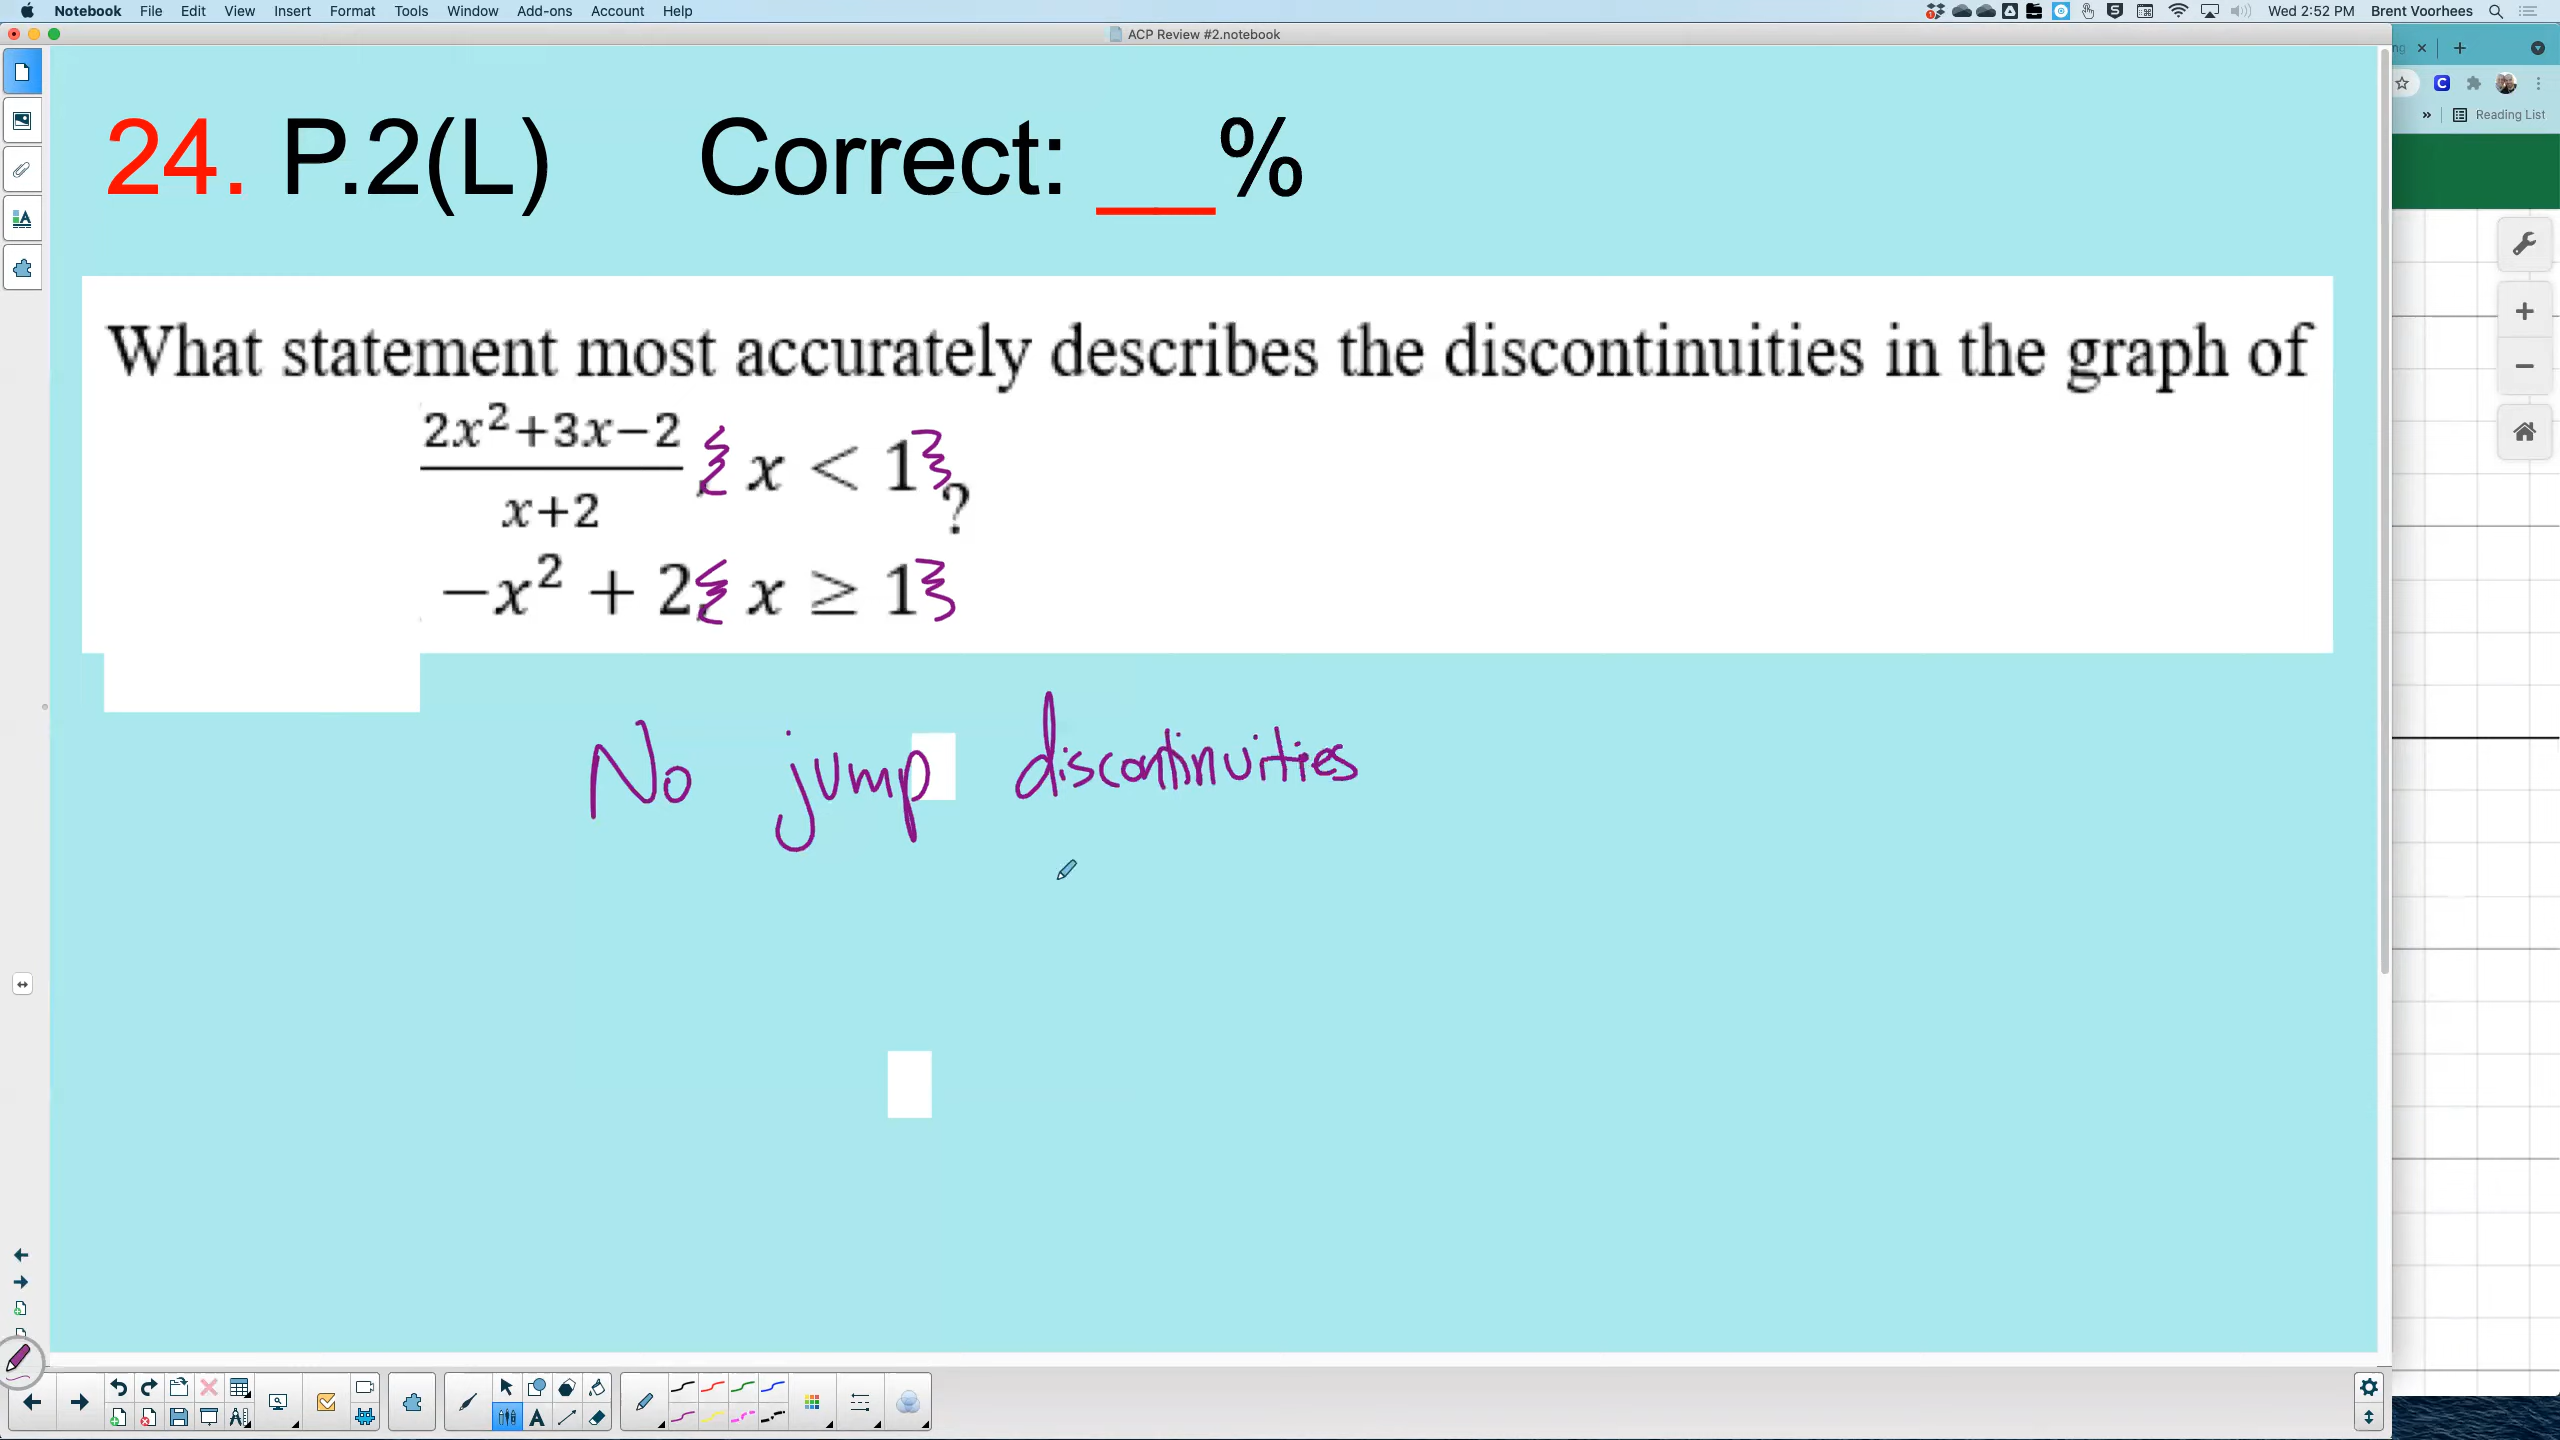 Notebook File Edit View Insert Format Tools Window Add-ons Account Help Wed 2:52 PM Brent Voorhees
ACP Review #2.notebook
Reading List
24. P.2(L) Correct: __%
What statement most accurately describes the discontinuities in the graph of
2x²+3x−2
x+2
{ x < 1}
?
−x² + 2{ x ≥ 1}
No jump discontinuities